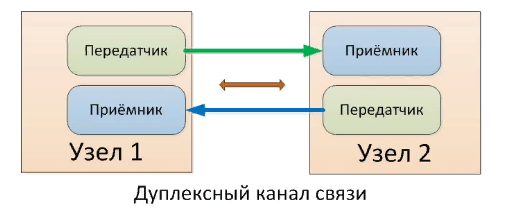 Передатчик
Приёмник
Приёмник
Передатчик
Узел 1
Узел 2
Дуплексный канал связи